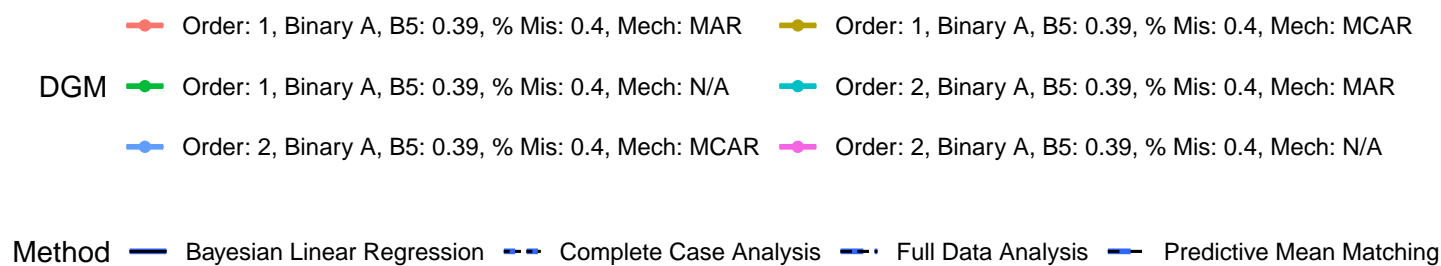 Order: 1, Binary A, B5: 0.39, % Mis: 0.4, Mech: MAR Order: 1, Binary A, B5: 0.39, % Mis: 0.4, Mech: MCAR
DGM Order: 1, Binary A, B5: 0.39, % Mis: 0.4, Mech: N/A Order: 2, Binary A, B5: 0.39, % Mis: 0.4, Mech: MAR
Order: 2, Binary A, B5: 0.39, % Mis: 0.4, Mech: MCAR Order: 2, Binary A, B5: 0.39, % Mis: 0.4, Mech: N/A
Method Bayesian Linear Regression Complete Case Analysis Full Data Analysis Predictive Mean Matching